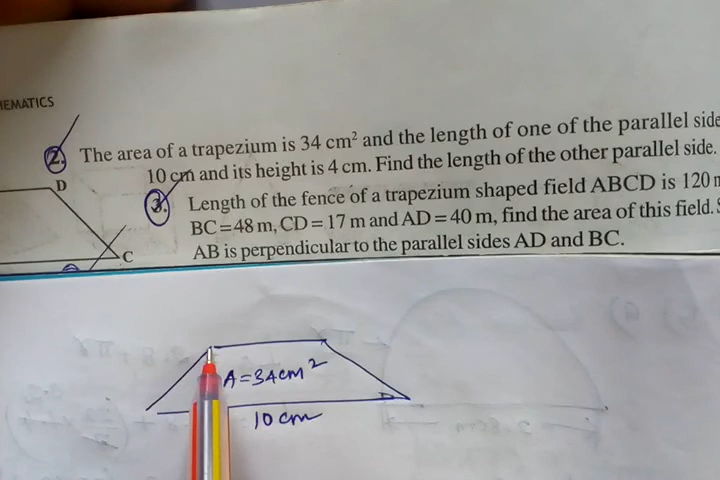 HEMATICS
2. The area of a trapezium is 34 cm² and the length of one of the parallel side
10 cm and its height is 4 cm. Find the length of the other parallel side.
D
3. Length of the fence of a trapezium shaped field ABCD is 120 m
BC = 48 m, CD = 17 m and AD = 40 m, find the area of this field. S
AB is perpendicular to the parallel sides AD and BC.
C
A = 34 cm²
10 cm